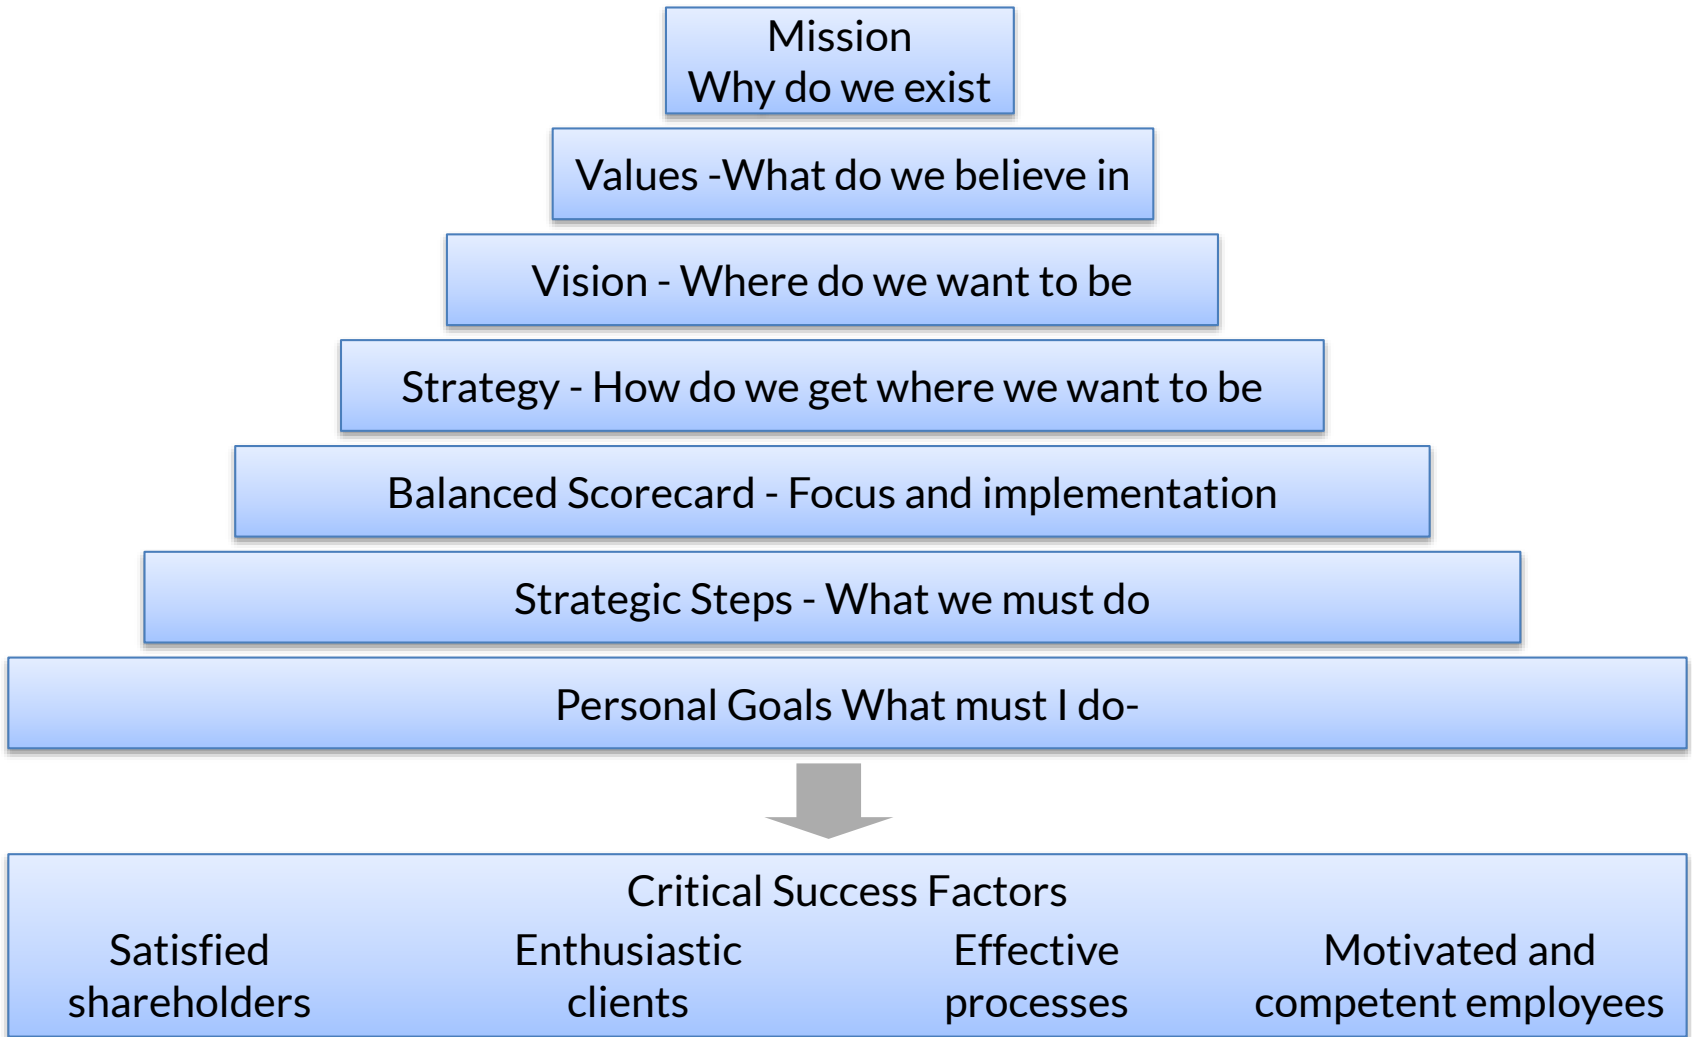 Mission
Why do we exist
Values -What do we believe in
Vision - Where do we want to be
Strategy - How do we get where we want to be
Balanced Scorecard - Focus and implementation
Strategic Steps - What we must do
Personal Goals What must I do-
Critical Success Factors
Satisfied
shareholders
Enthusiastic
clients
Effective
processes
Motivated and
competent employees